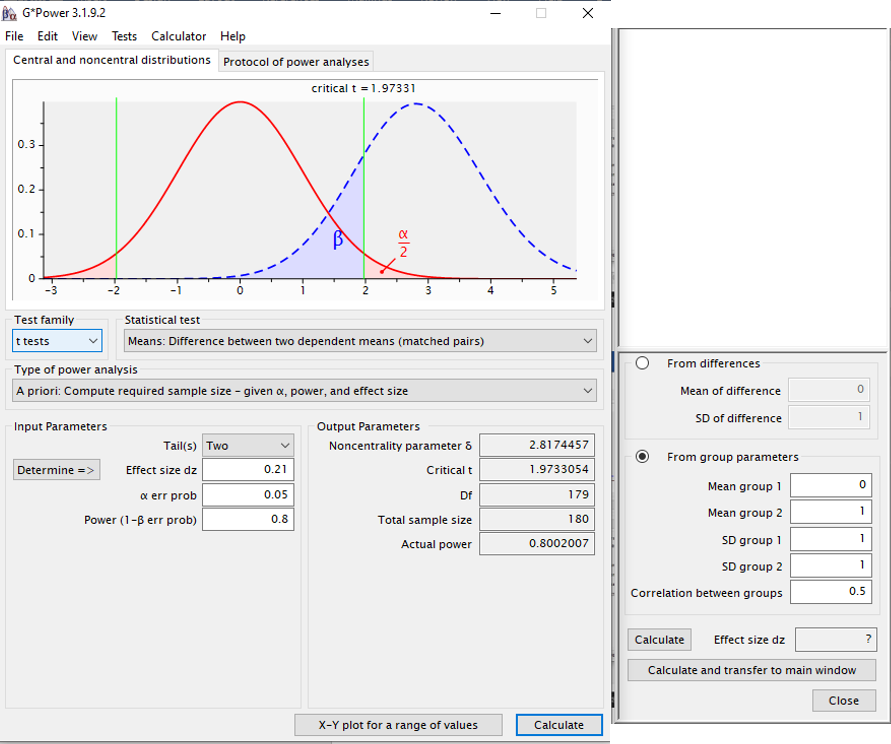 G*Power 3.1.9.2
File Edit View Tests Calculator Help
Central and noncentral distributions
Protocol of power analyses
critical t = 1.97331
0.3
0.2
0.1
0
β
α
2
-3 -2 -1 0 1 2 3 4 5
Test family
t tests
Statistical test
Means: Difference between two dependent means (matched pairs)
Type of power analysis
A priori: Compute required sample size – given α, power, and effect size
Input Parameters
Tail(s) Two
Determine => Effect size dz 0.21
α err prob 0.05
Power (1-β err prob) 0.8
Output Parameters
Noncentrality parameter δ 2.8174457
Critical t 1.9733054
Df 179
Total sample size 180
Actual power 0.8002007
X-Y plot for a range of values
Calculate
From differences
Mean of difference 0
SD of difference 1
From group parameters
Mean group 1 0
Mean group 2 1
SD group 1 1
SD group 2 1
Correlation between groups 0.5
Calculate Effect size dz ?
Calculate and transfer to main window
Close